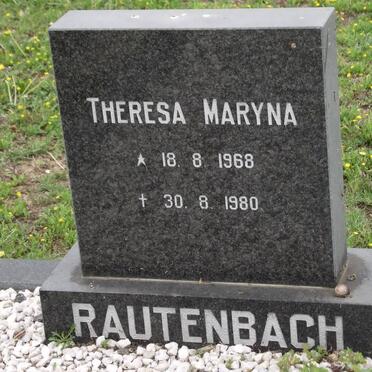 THERESA MARYNA
★ 18. 8. 1968
† 30. 8. 1980
RAUTENBACH